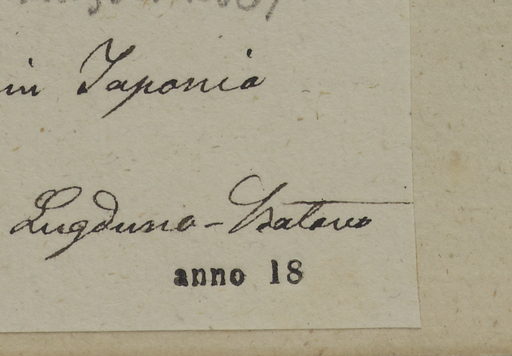 in Japonia
Lugduno-Batavo
anno 18